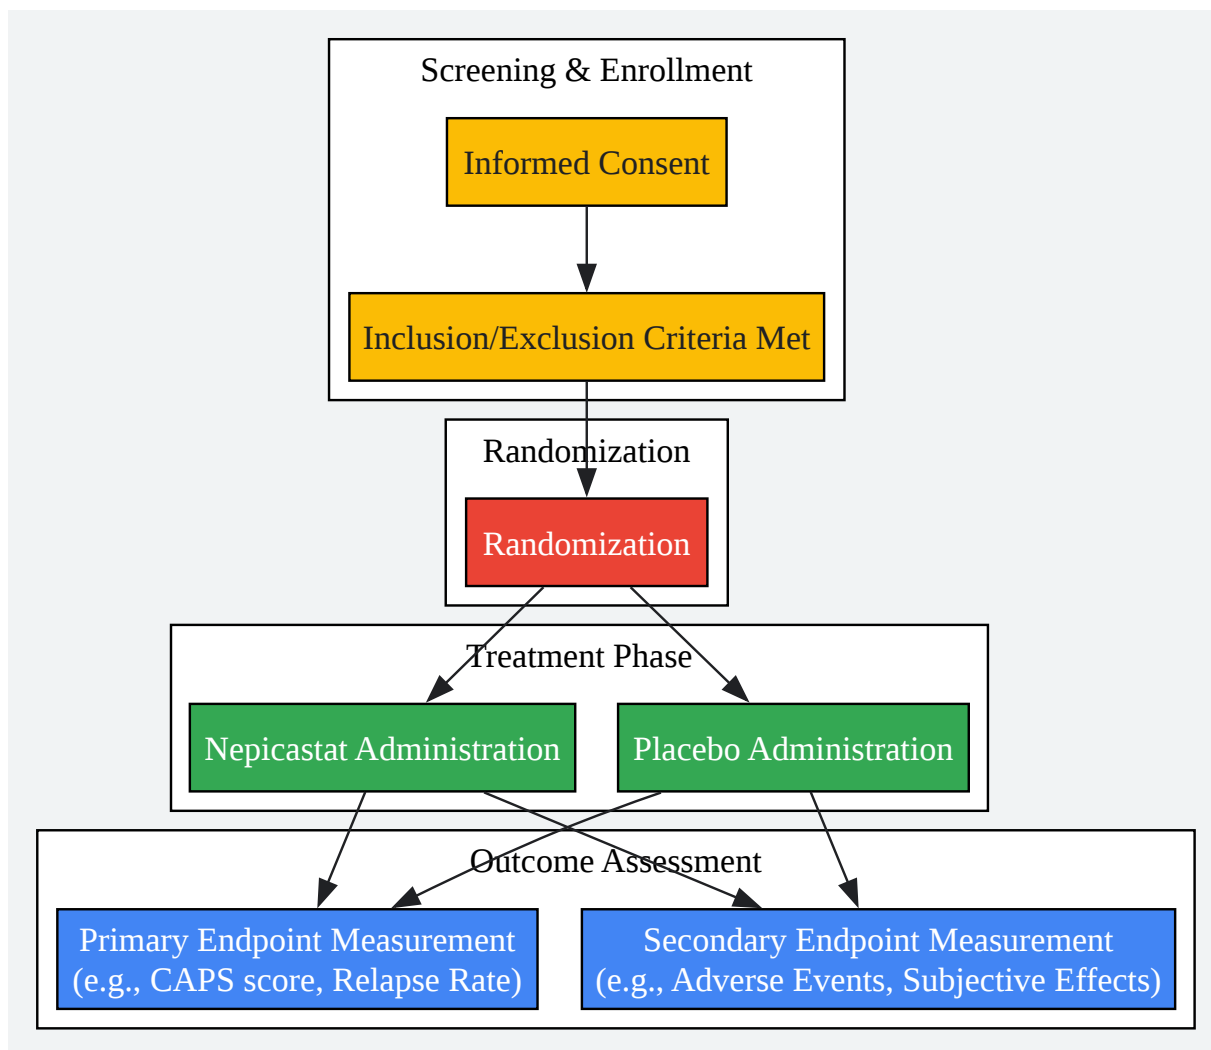 Screening & Enrollment
Informed Consent
Inclusion/Exclusion Criteria Met
Randomization
Randomization
Treatment Phase
Nepicastat Administration
Placebo Administration
Outcome Assessment
Primary Endpoint Measurement
(e.g., CAPS score, Relapse Rate)
Secondary Endpoint Measurement
(e.g., Adverse Events, Subjective Effects)